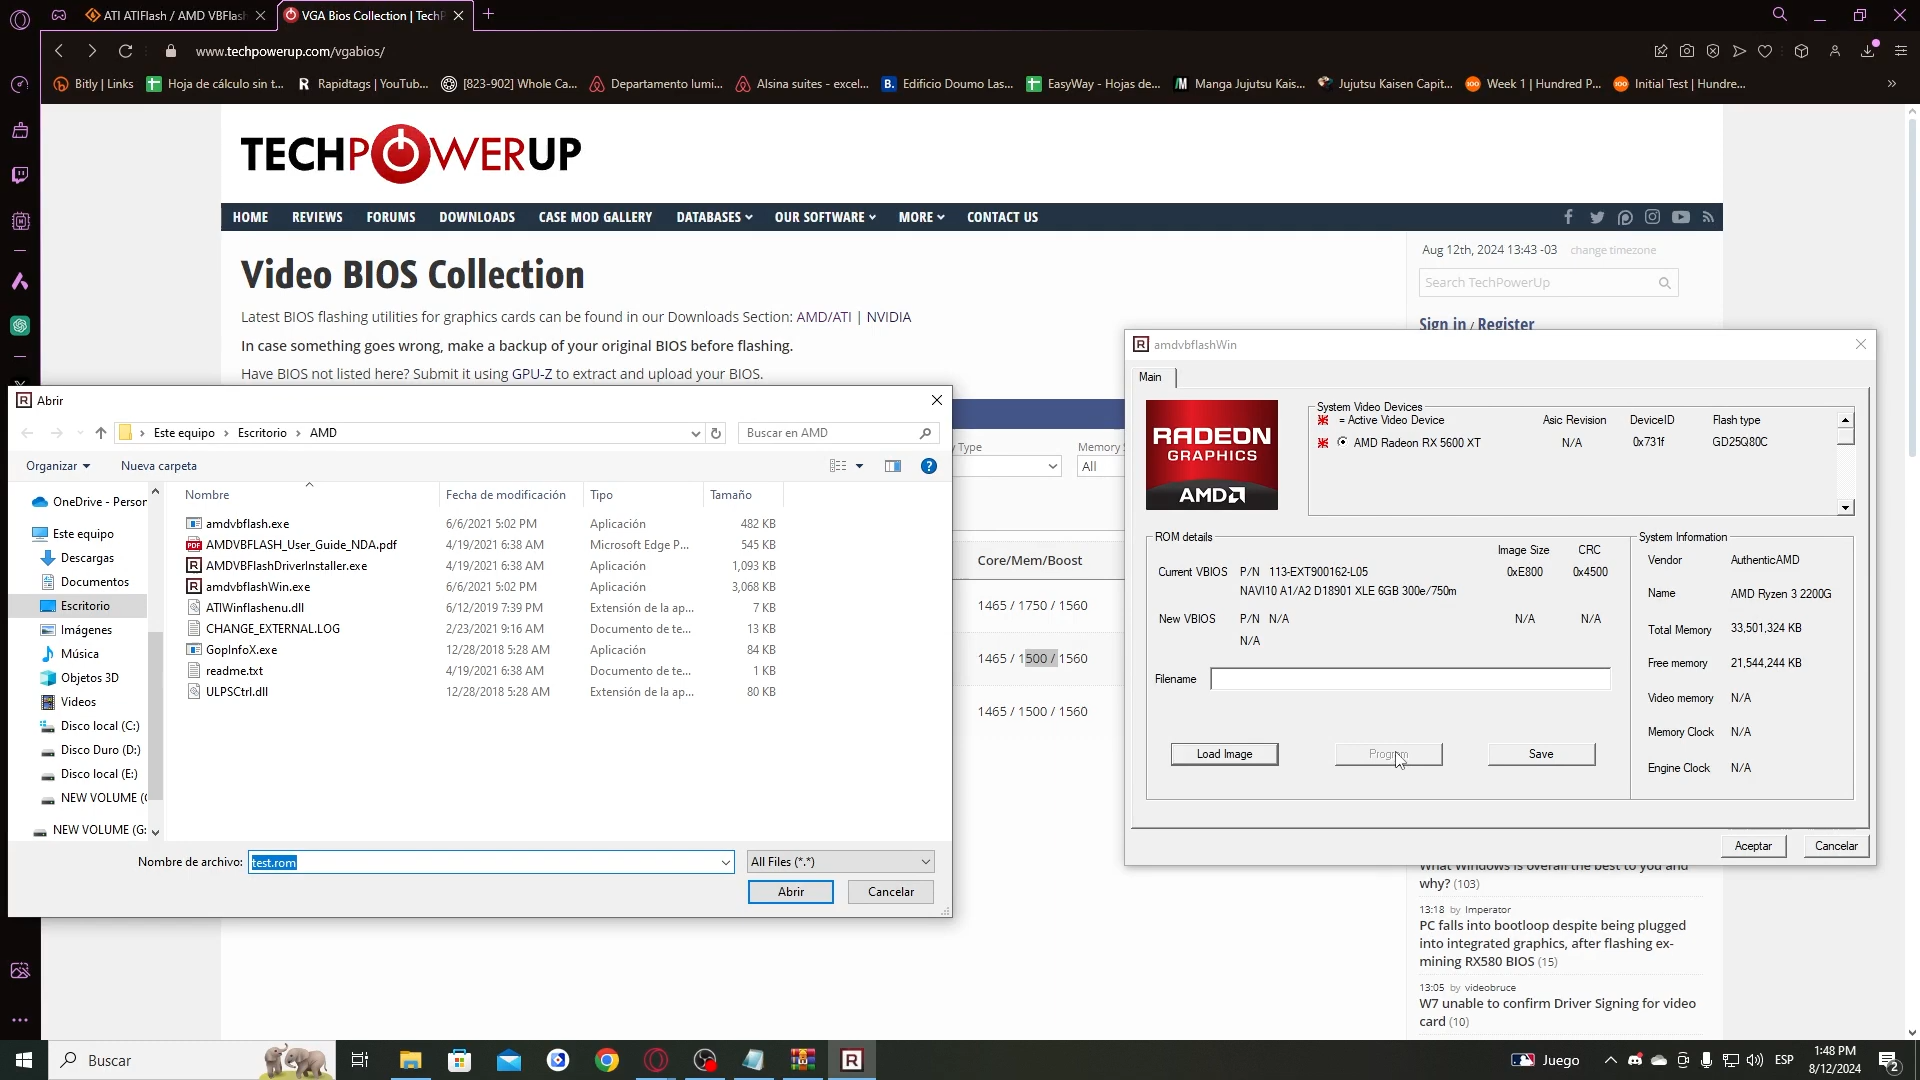 ATI ATIFlash / AMD VBFlash
VGA Bios Collection | TechP
www.techpowerup.com/vgabios/
Bitly | Links
Hoja de cálculo sin t...
Rapidtags | YouTub...
[823-902] Whole Ca...
Departamento lumi...
Alsina suites - excel...
Edificio Doumo Las...
EasyWay - Hojas de...
Manga Jujutsu Kais...
Jujutsu Kaisen Capit...
Week 1 | Hundred P...
Initial Test | Hundre...
TECHPOWERUP
HOME REVIEWS FORUMS DOWNLOADS CASE MOD GALLERY DATABASES OUR SOFTWARE MORE CONTACT US
Video BIOS Collection
Latest BIOS flashing utilities for graphics cards can be found in our Downloads Section: AMD/ATI | NVIDIA
In case something goes wrong, make a backup of your original BIOS before flashing.
Have BIOS not listed here? Submit it using GPU-Z to extract and upload your BIOS.
Aug 12th, 2024 13:43 -03 change timezone
Search TechPowerUp
Sign in / Register
Abrir
Este equipo > Escritorio > AMD
Buscar en AMD
Organizar
Nueva carpeta
Nombre Fecha de modificación Tipo Tamaño
OneDrive - Person
Este equipo
Descargas
Documentos
Escritorio
Imágenes
Música
Objetos 3D
Videos
Disco local (C:)
Disco Duro (D:)
Disco local (E:)
NEW VOLUME (
NEW VOLUME (G:
amdvbflash.exe 6/6/2021 5:02 PM Aplicación 482 KB
AMDVBFLASH_User_Guide_NDA.pdf 4/19/2021 6:38 AM Microsoft Edge P... 545 KB
AMDVBFlashDriverInstaller.exe 4/19/2021 6:38 AM Aplicación 1,093 KB
amdvbflashWin.exe 6/6/2021 5:02 PM Aplicación 3,068 KB
ATIWinflashenu.dll 6/12/2019 7:39 PM Extensión de la ap... 7 KB
CHANGE_EXTERNAL.LOG 2/23/2021 9:16 AM Documento de te... 13 KB
GopInfoX.exe 12/28/2018 5:28 AM Aplicación 84 KB
readme.txt 4/19/2021 6:38 AM Documento de te... 1 KB
ULPSCtrl.dll 12/28/2018 5:28 AM Extensión de la ap... 80 KB
Nombre de archivo: test.rom
All Files (*.*)
Abrir
Cancelar
y Type
Memory S
All
Core/Mem/Boost
1465 / 1750 / 1560
1465 / 1500 / 1560
1465 / 1500 / 1560
amdvbflashWin
Main
RADEON
GRAPHICS
AMD
System Video Devices
= Active Video Device Asic Revision DeviceID Flash type
AMD Radeon RX 5600 XT N/A 0x731f GD25Q80C
ROM details
Image Size CRC
Current VBIOS P/N 113-EXT900162-L05 0xE800 0x4500
NAVI10 A1/A2 D18901 XLE 6GB 300e/750m
New VBIOS P/N N/A N/A N/A
N/A
Filename
Load Image
Program
Save
System Information
Vendor AuthenticAMD
Name AMD Ryzen 3 2200G
Total Memory 33,501,324 KB
Free memory 21,544,244 KB
Video memory N/A
Memory Clock N/A
Engine Clock N/A
Aceptar
Cancelar
What Windows is overall the best to you and
why? (103)
13:18 by Imperator
PC falls into bootloop despite being plugged
into integrated graphics, after flashing ex-
mining RX580 BIOS (15)
13:05 by videobruce
W7 unable to confirm Driver Signing for video
card (10)
Buscar
Juego
ESP
1:48 PM
8/12/2024
2